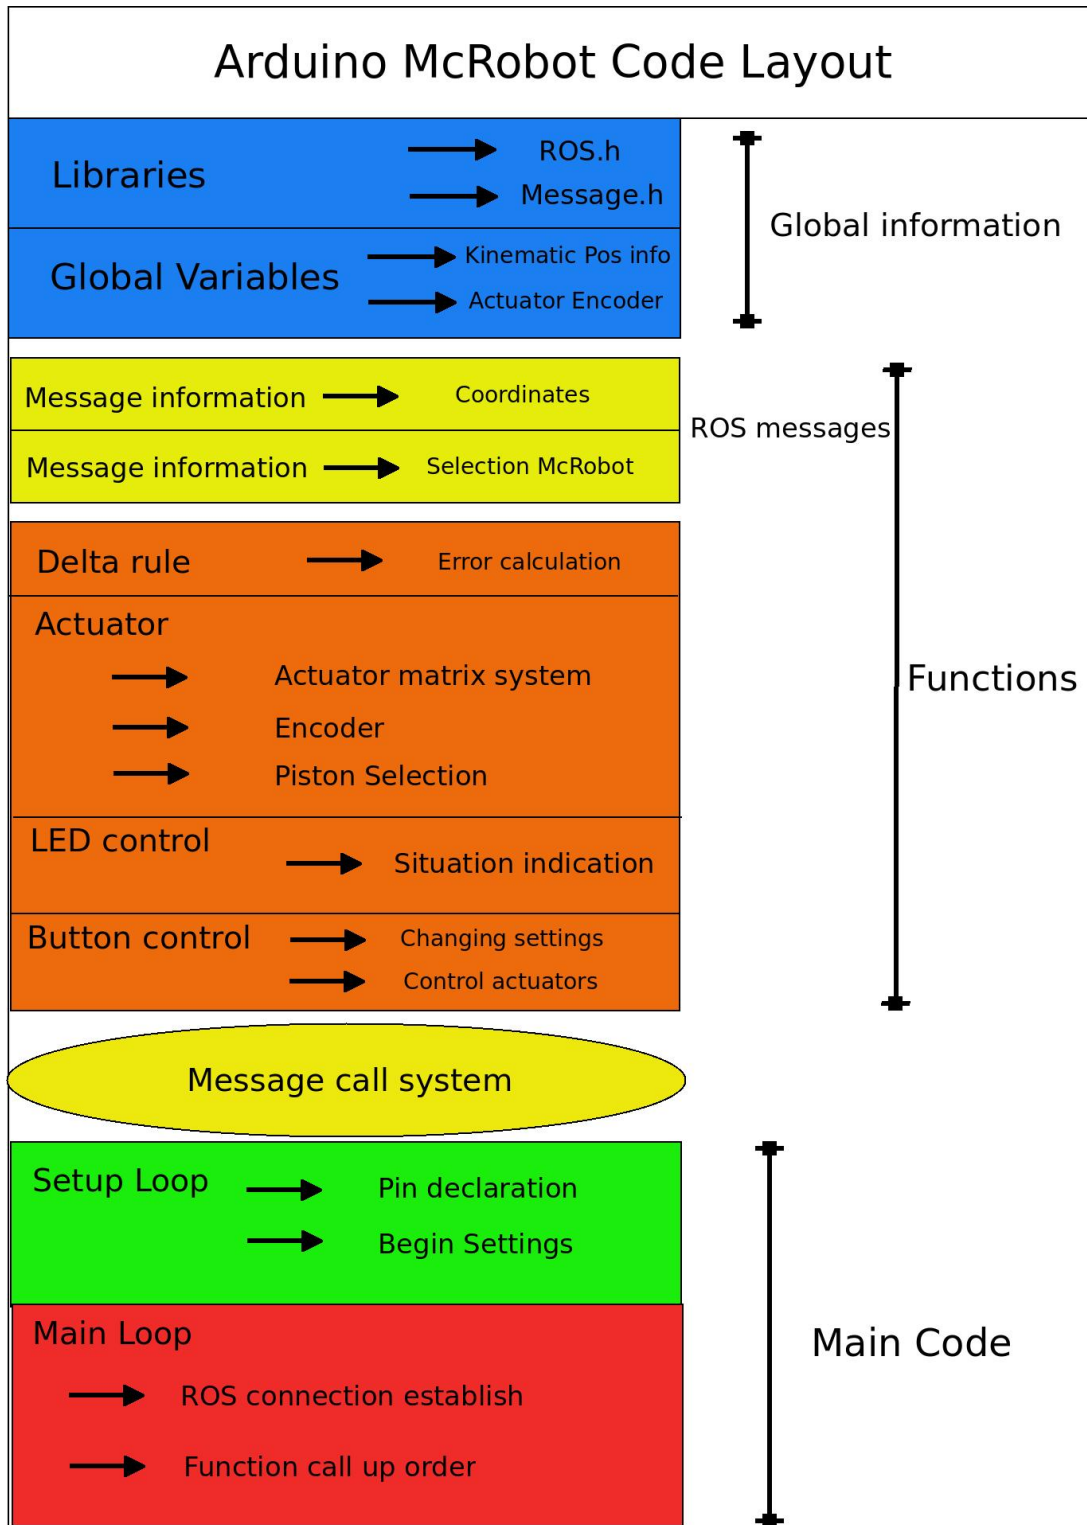 Arduino McRobot Code Layout
Libraries
ROS.h
Message.h
Global Variables
Kinematic Pos info
Actuator Encoder
Global information
Message information
Coordinates
Message information
Selection McRobot
ROS messages
Delta rule
Error calculation
Actuator
Actuator matrix system
Encoder
Piston Selection
LED control
Situation indication
Button control
Changing settings
Control actuators
Functions
Message call system
Setup Loop
Pin declaration
Begin Settings
Main Loop
ROS connection establish
Function call up order
Main Code